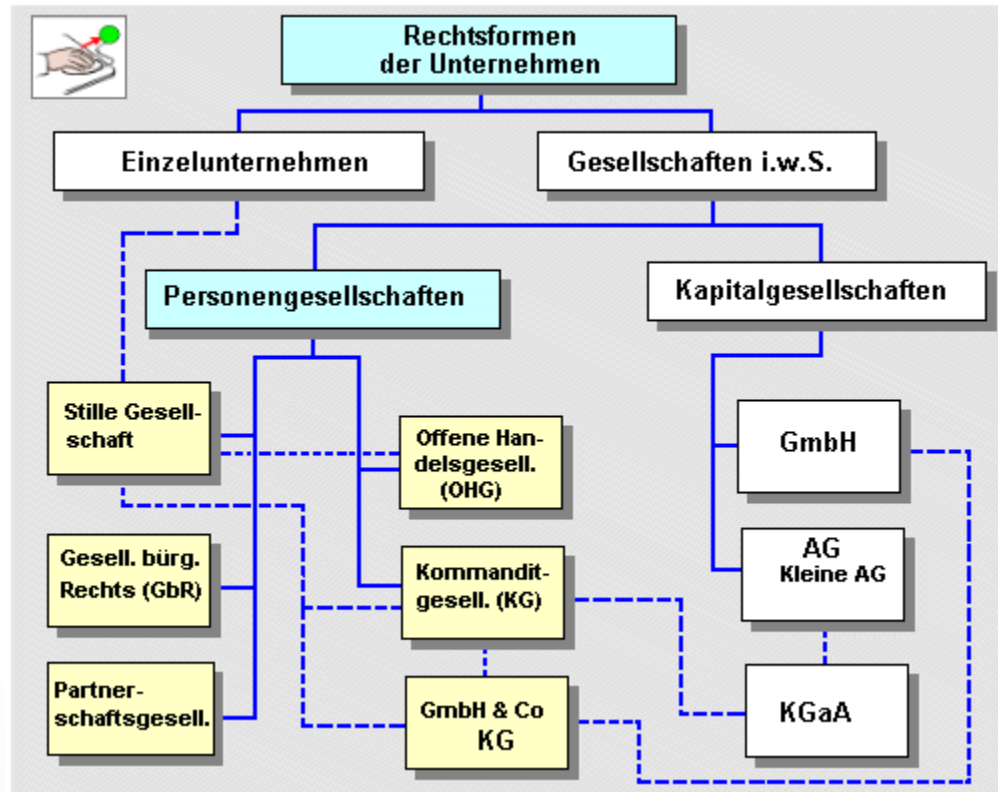 Rechtsformen
der Unternehmen
Einzelunternehmen
Gesellschaften i.w.S.
Personengesellschaften
Kapitalgesellschaften
Stille Gesell-
schaft
Offene Han-
delsgesell.
(OHG)
GmbH
Gesell. bürg.
Rechts (GbR)
Kommandit-
gesell. (KG)
AG
Kleine AG
Partner-
schaftsgesell.
GmbH & Co
KG
KGaA